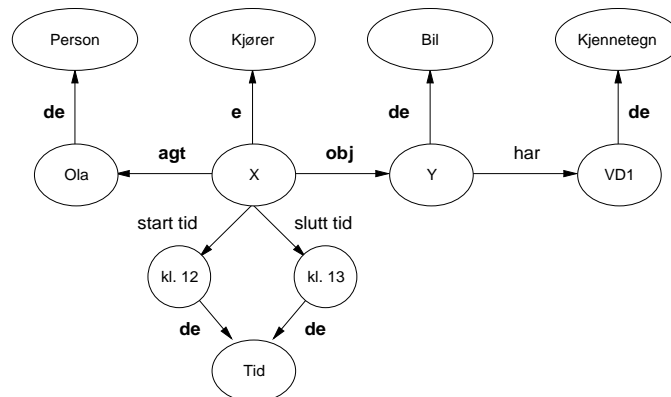 Person
Kjører
Bil
Kjennetegn
de
e
de
de
Ola
agt
X
obj
Y
har
VD1
start tid
slutt tid
kl. 12
kl. 13
de
de
Tid